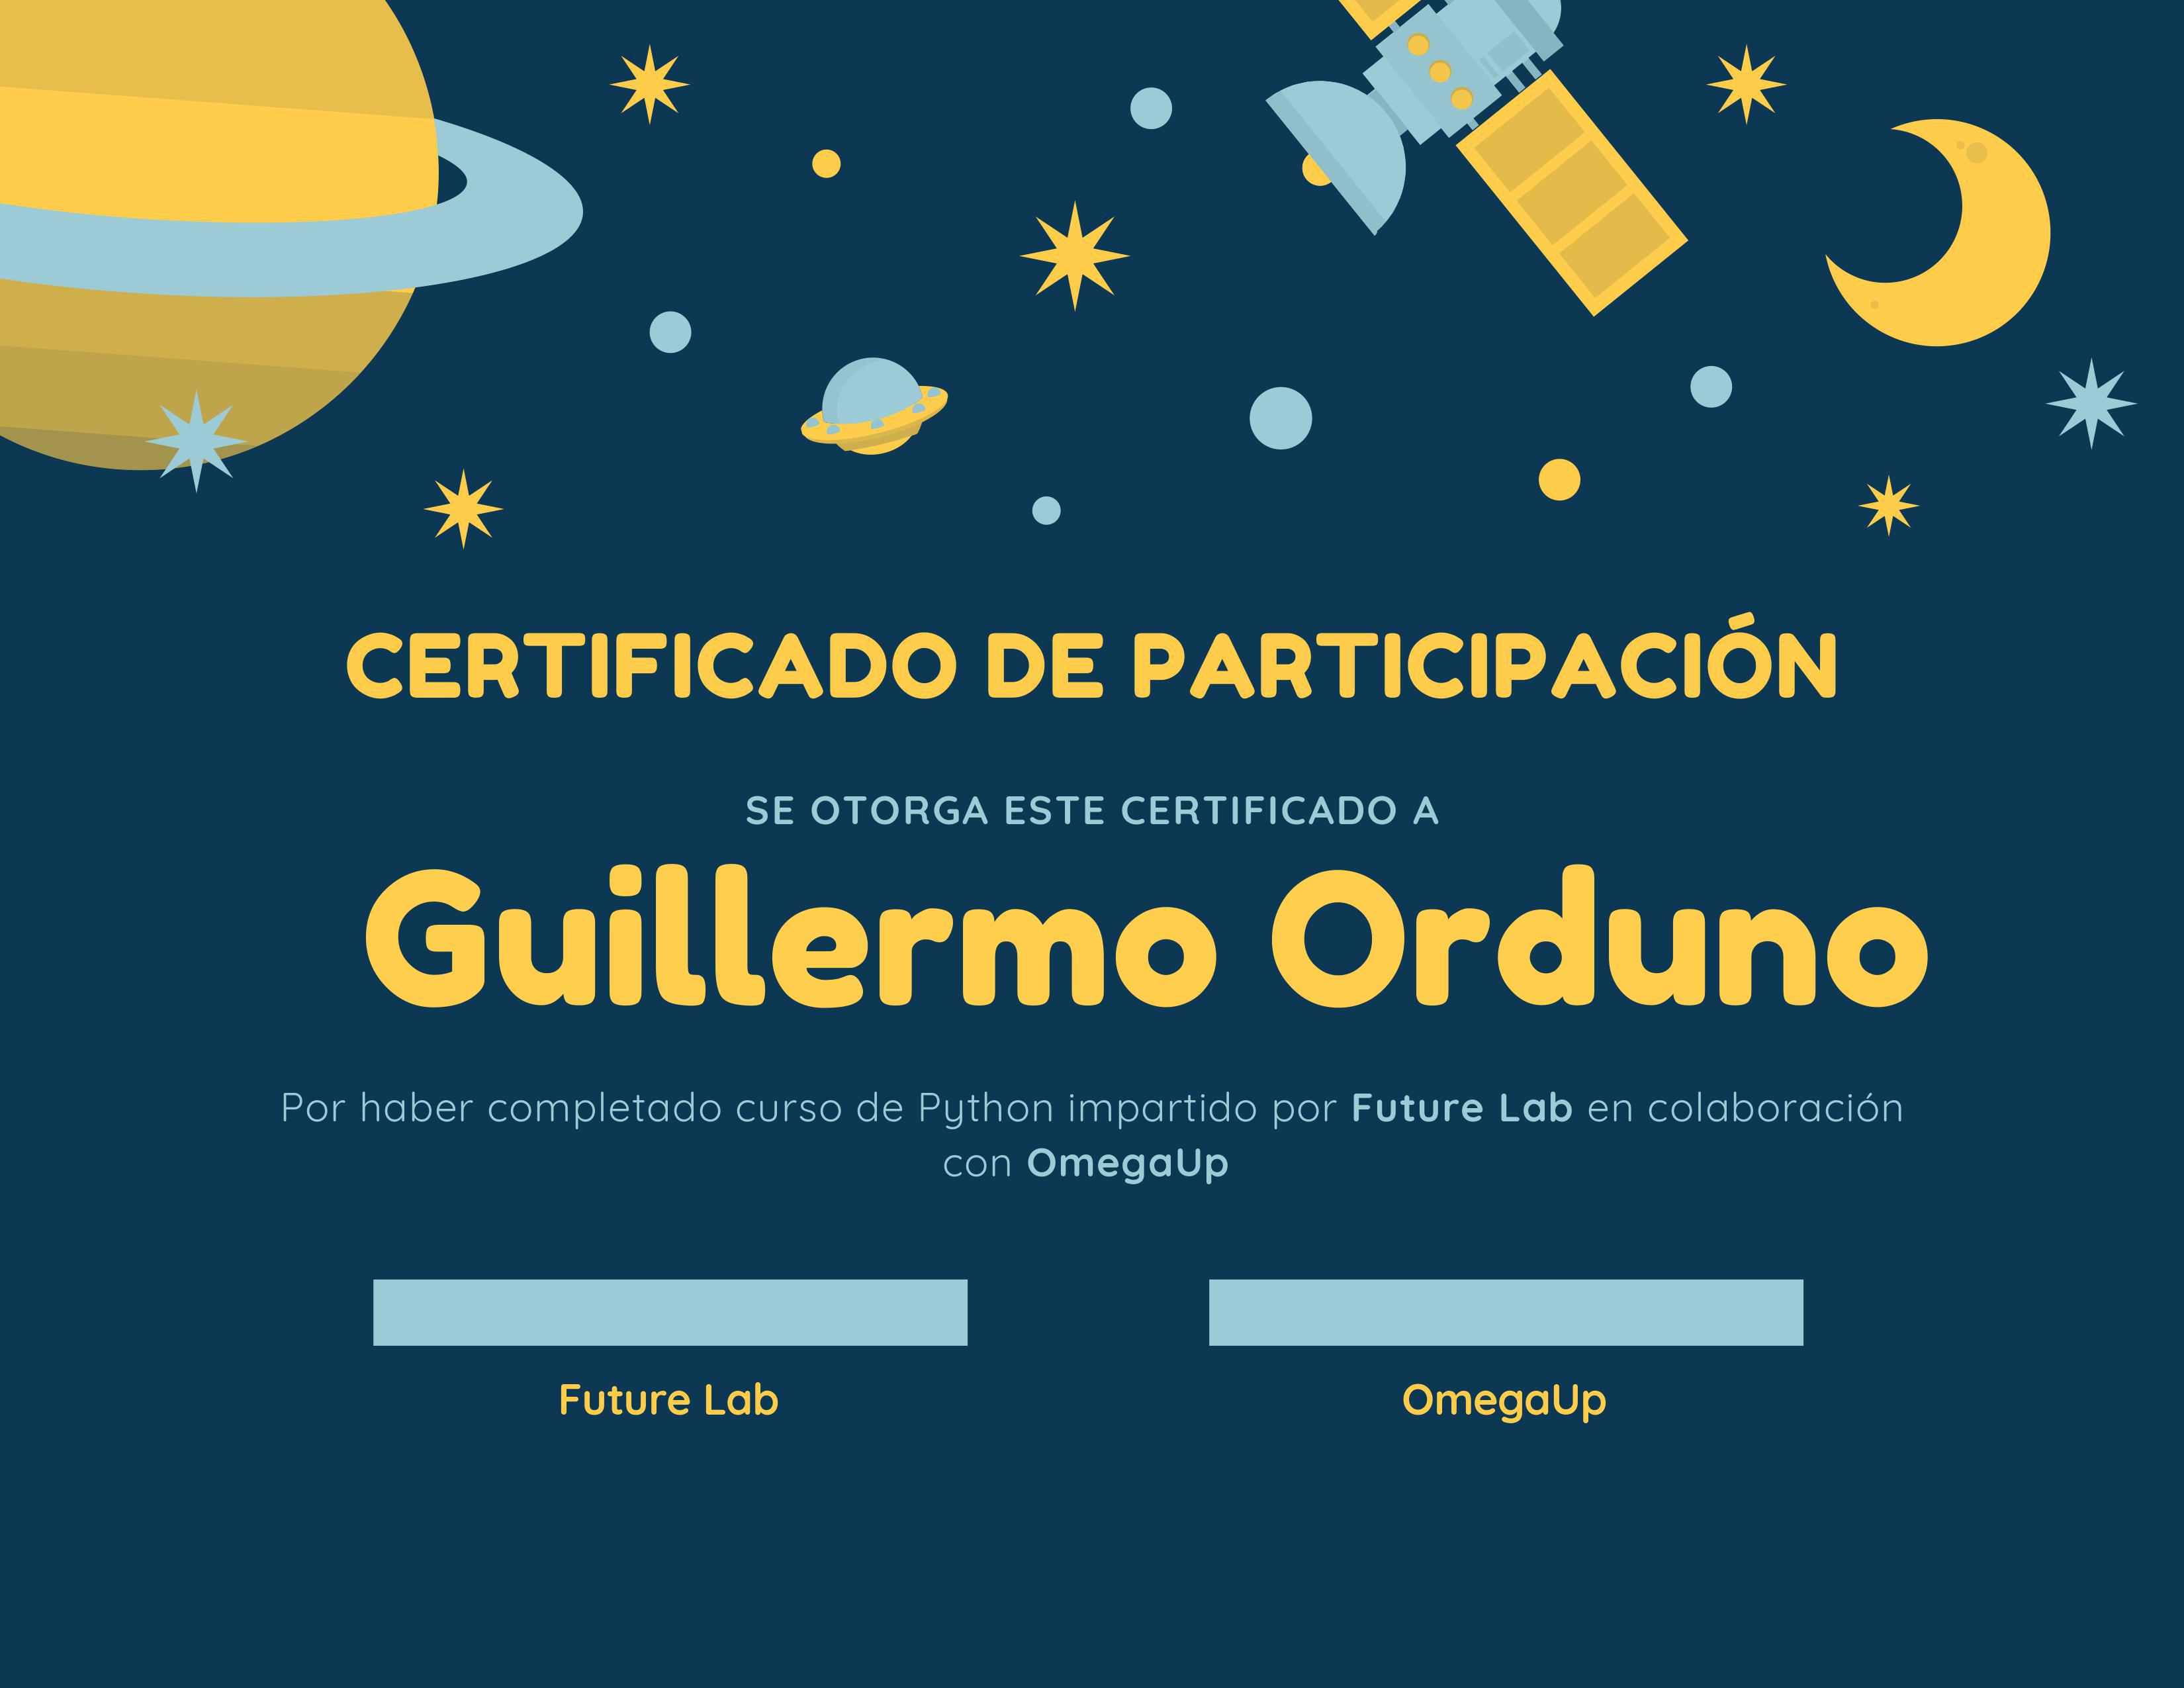 CERTIFICADO DE PARTICIPACIÓN
SE OTORGA ESTE CERTIFICADO A
Guillermo Orduno
Por haber completado curso de Python impartido por Future Lab en colaboración
con OmegaUp
Future Lab
OmegaUp